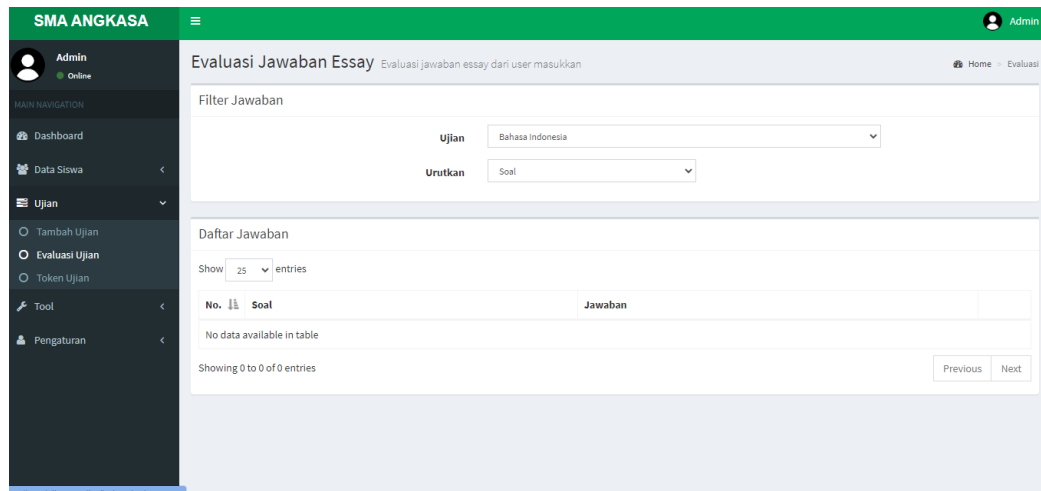 SMA ANGKASA
Admin
Admin
Online
Evaluasi Jawaban Essay Evaluasi jawaban essay dari user masukkan
Home > Evaluasi
MAIN NAVIGATION
Dashboard
Data Siswa
Ujian
Tambah Ujian
Evaluasi Ujian
Token Ujian
Tool
Pengaturan
Filter Jawaban
Ujian Bahasa Indonesia
Urutkan Soal
Daftar Jawaban
Show 25 entries
No. Soal Jawaban
No data available in table
Showing 0 to 0 of 0 entries
Previous Next